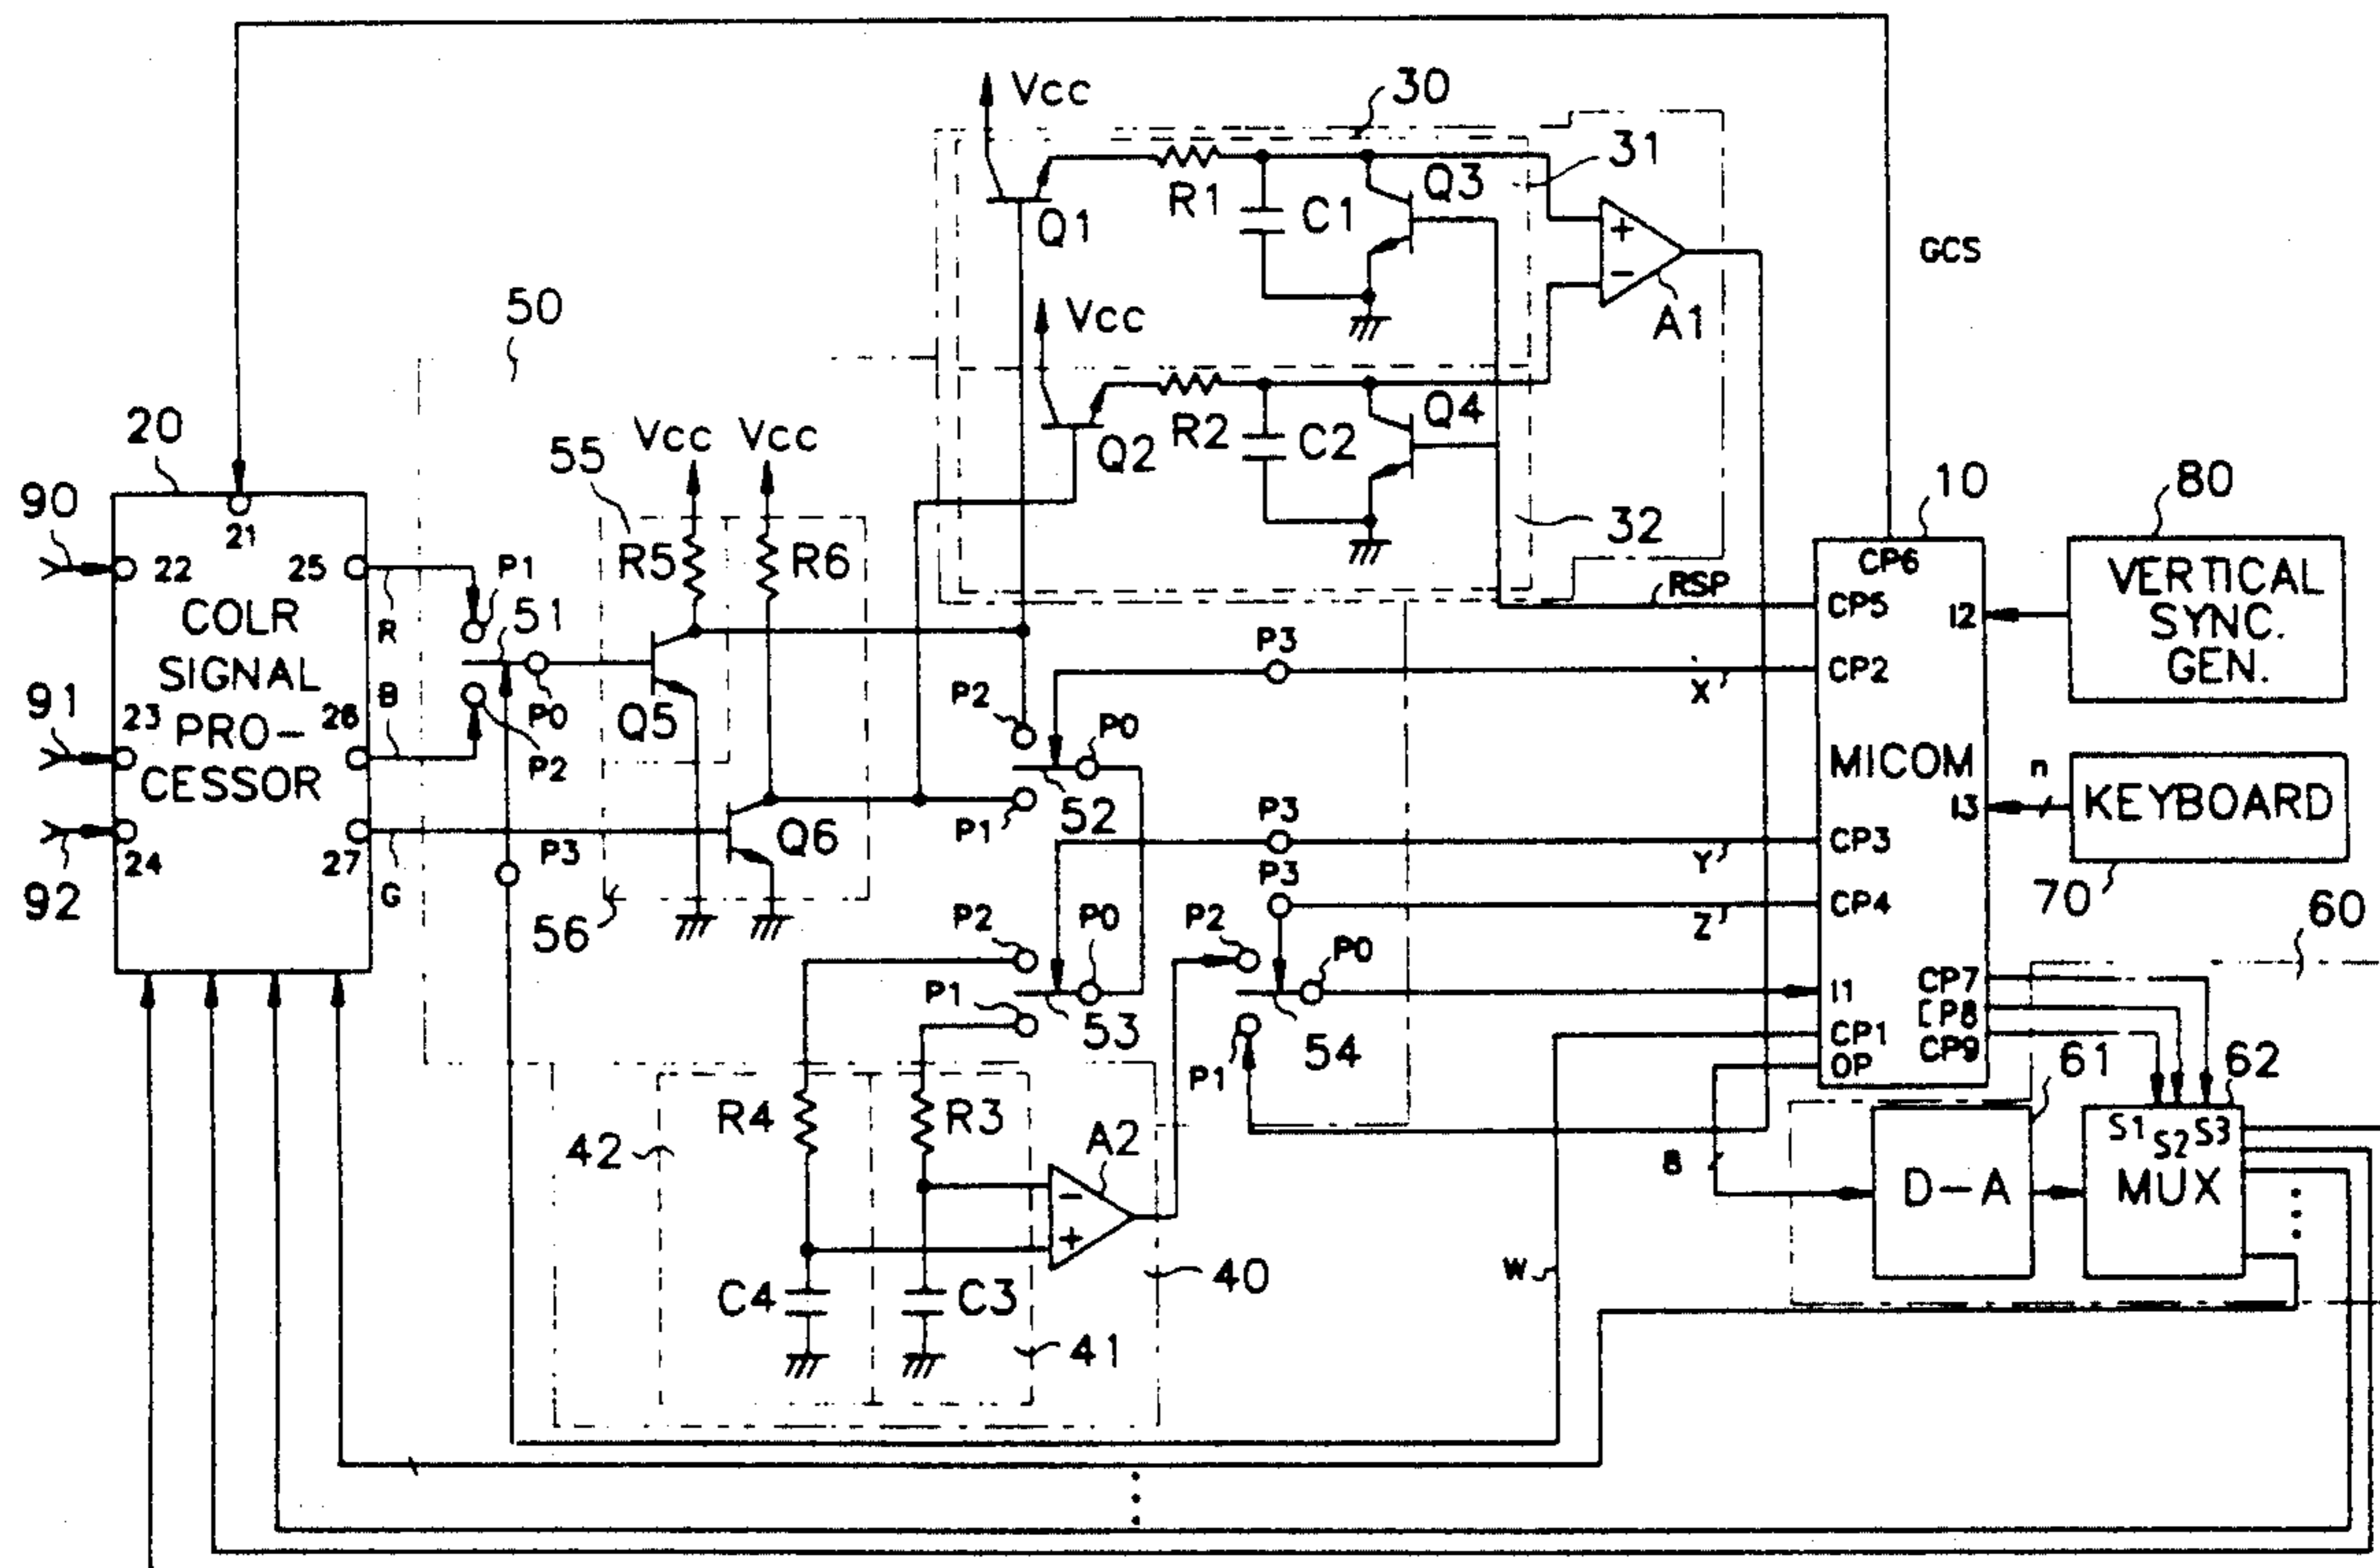 Vcc
30
31
Q3
R1
C1
Q1
+
-
A1
GCS
50
Vcc
Q4
R2
C2
Q2
20
Vcc
Vcc
55
10
80
90
21
32
CP6
22
25
P1
R5
R6
RSP
CP5
I2
VERTICAL
SYNC.
GEN.
COLR
SIGNAL
PRO-
CESSOR
R
51
P3
CP2
X
P2
91
23
B
26
P0
Q5
P0
P2
MICOM
n
52
P3
I3
KEYBOARD
P1
Q6
CP3
Y
24
27
P3
P3
92
G
70
CP4
Z
60
56
P2
P0
P2
P0
CP7
P1
I1
CP8
53
54
CP1
CP9
61
62
P1
OP
R4
R3
A2
S1
S2
S3
42
8
D-A
MUX
-
+
C4
C3
40
W
41